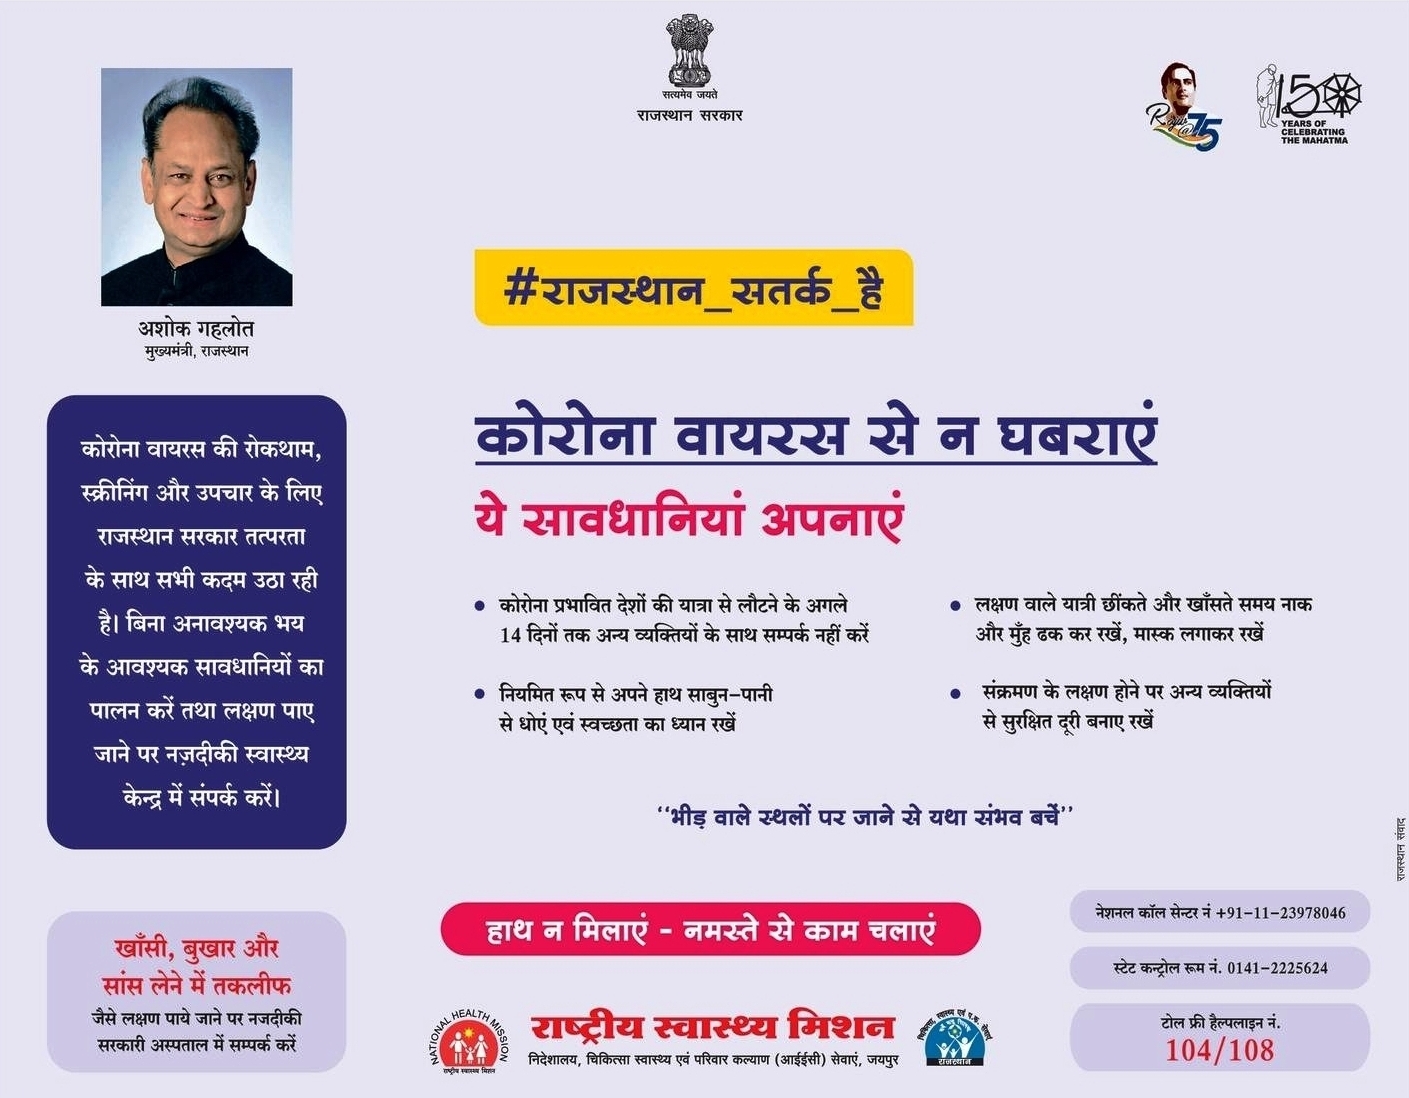 सत्यमेव जयते
राजस्थान सरकार
Rajiv
@75
150
YEARS OF
CELEBRATING
THE MAHATMA
अशोक गहलोत
मुख्यमंत्री, राजस्थान
#राजस्थान_सतर्क_है
कोरोना वायरस से न घबराएं
ये सावधानियां अपनाएं
• कोरोना प्रभावित देशों की यात्रा से लौटने के अगले
14 दिनों तक अन्य व्यक्तियों के साथ सम्पर्क नहीं करें
• नियमित रूप से अपने हाथ साबुन-पानी
से धोएं एवं स्वच्छता का ध्यान रखें
• लक्षण वाले यात्री छींकते और खाँसते समय नाक
और मुँह ढक कर रखें, मास्क लगाकर रखें
• संक्रमण के लक्षण होने पर अन्य व्यक्तियों
से सुरक्षित दूरी बनाए रखें
‘‘भीड़ वाले स्थलों पर जाने से यथा संभव बचें’’
कोरोना वायरस की रोकथाम,
स्क्रीनिंग और उपचार के लिए
राजस्थान सरकार तत्परता
के साथ सभी कदम उठा रही
है। बिना अनावश्यक भय
के आवश्यक सावधानियों का
पालन करें तथा लक्षण पाए
जाने पर नज़दीकी स्वास्थ्य
केन्द्र में संपर्क करें।
खाँसी, बुखार और
सांस लेने में तकलीफ
जैसे लक्षण पाये जाने पर नजदीकी
सरकारी अस्पताल में सम्पर्क करें
हाथ न मिलाएं - नमस्ते से काम चलाएं
NATIONAL HEALTH MISSION
राष्ट्रीय स्वास्थ्य मिशन
राष्ट्रीय स्वास्थ्य मिशन
निदेशालय, चिकित्सा स्वास्थ्य एवं परिवार कल्याण (आईईसी) सेवाएं, जयपुर
चिकित्सा, स्वास्थ्य एवं प.क. सेवाएं
राजस्थान
नेशनल कॉल सेन्टर नं +91-11-23978046
स्टेट कन्ट्रोल रूम नं. 0141-2225624
टोल फ्री हैल्पलाइन नं.
104/108
राजस्थान संवाद